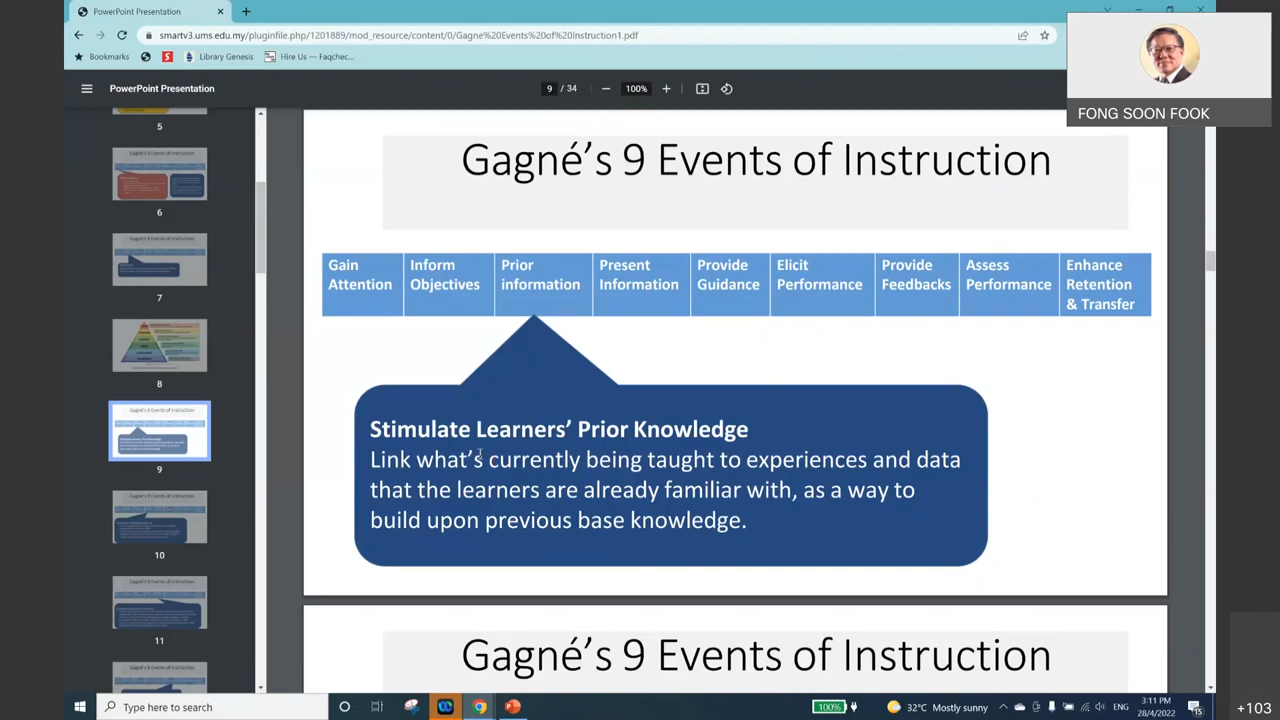 PowerPoint Presentation
smartv3.ums.edu.my/pluginfile.php/1201889/mod_resource/content/0/Gagne%20Events%20of%20Instruction1.pdf
Bookmarks
Library Genesis
Hire Us — Faqchec...
PowerPoint Presentation
9 / 34
100%
FONG SOON FOOK
5
6
7
8
9
10
11
Gagné's 9 Events of Instruction
Gain
Attention
Inform
Objectives
Prior
information
Present
Information
Provide
Guidance
Elicit
Performance
Provide
Feedbacks
Assess
Performance
Enhance
Retention
& Transfer
Stimulate Learners’ Prior Knowledge
Link what’s currently being taught to experiences and data
that the learners are already familiar with, as a way to
build upon previous base knowledge.
Gagné's 9 Events of Instruction
Type here to search
100%
32°C Mostly sunny
ENG
3:11 PM
28/4/2022
15
+103